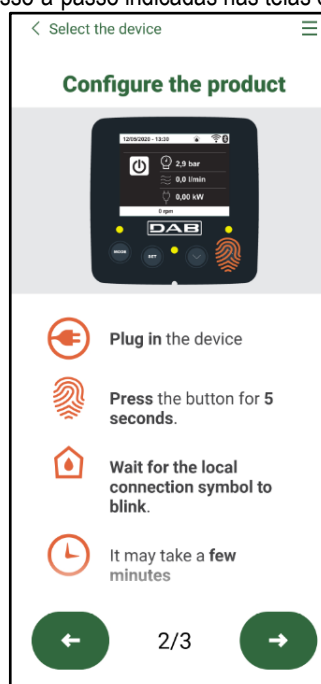 sso-a-passo indicadas nas telas
Select the device
Configure the product
12/09/2025 - 13:30
2,9 bar
0,0 l/min
0,00 kW
0 rpm
DAB
MODE
SET
Plug in the device
Press the button for 5
seconds.
Wait for the local
connection symbol to
blink.
It may take a few
minutes
2/3